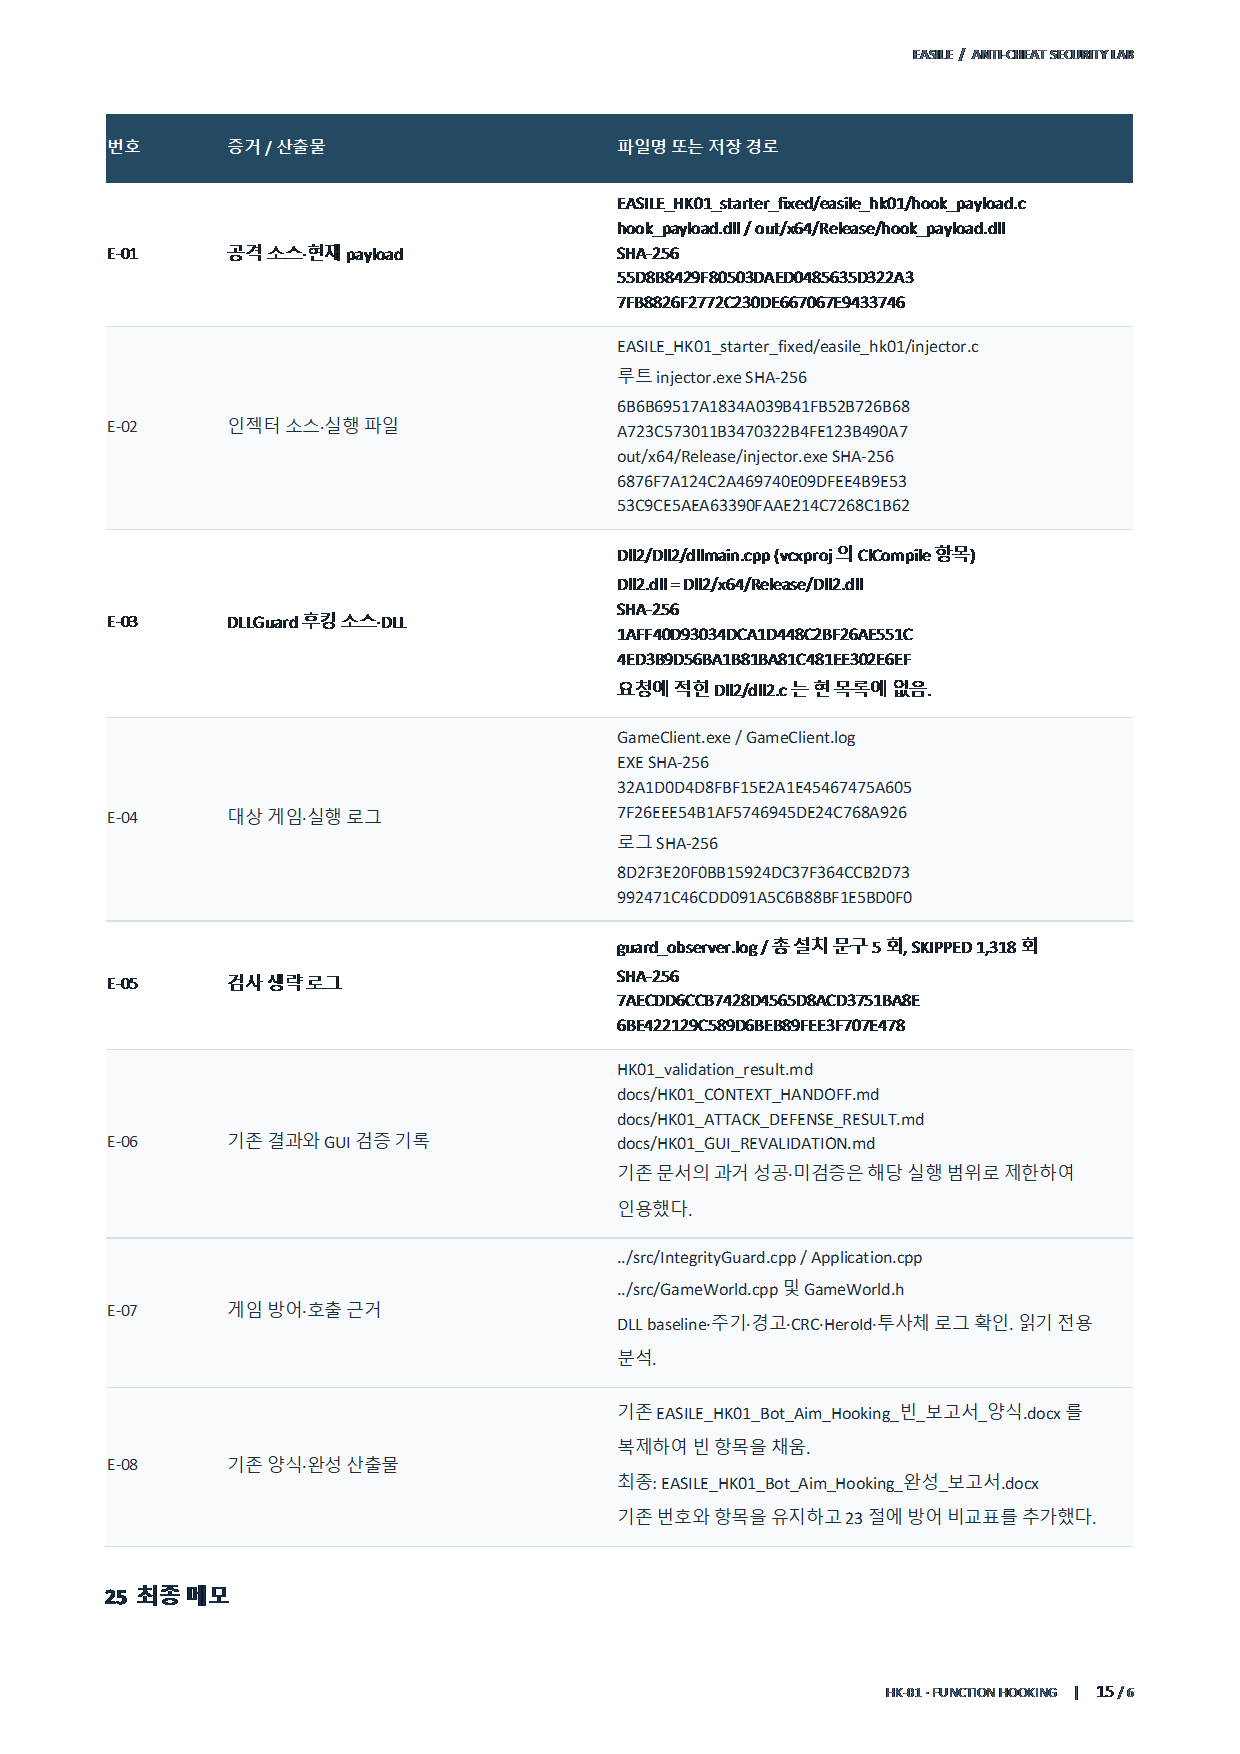 EASILE / ANTI-CHEAT SECURITY LAB
번호 증거 / 산출물 파일명 또는 저장 경로
E-01 공격 소스·현재 payload
EASILE_HK01_starter_fixed/easile_hk01/hook_payload.c
hook_payload.dll / out/x64/Release/hook_payload.dll
SHA-256
55D8B8429F80503DAED0485635D322A3
7FB8826F2772C230DE667067E9433746
E-02 인젝터 소스·실행 파일
EASILE_HK01_starter_fixed/easile_hk01/injector.c
루트 injector.exe SHA-256
6B6B69517A1834A039B41FB52B726B68
A723C573011B3470322B4FE123B490A7
out/x64/Release/injector.exe SHA-256
6876F7A124C2A469740E09DFEE4B9E53
53C9CE5AEA63390FAAE214C7268C1B62
E-03 DLLGuard 후킹 소스·DLL
Dll2/Dll2/dllmain.cpp (vcxproj 의 ClCompile 항목)
Dll2.dll = Dll2/x64/Release/Dll2.dll
SHA-256
1AFF40D93034DCA1D448C2BF26AE551C
4ED3B9D56BA1B81BA81C481EE302E6EF
요청에 적힌 Dll2/dll2.c 는 현 목록에 없음.
E-04 대상 게임·실행 로그
GameClient.exe / GameClient.log
EXE SHA-256
32A1D0D4D8FBF15E2A1E45467475A605
7F26EEE54B1AF5746945DE24C768A926
로그 SHA-256
8D2F3E20F0BB15924DC37F364CCB2D73
992471C46CDD091A5C6B88BF1E5BD0F0
E-05 검사 생략 로그
guard_observer.log / 총 설치 문구 5 회, SKIPPED 1,318 회
SHA-256
7AECDD6CCB7428D4565D8ACD3751BA8E
6BE422129C589D6BEB89FEE3F707E478
E-06 기존 결과와 GUI 검증 기록
HK01_validation_result.md
docs/HK01_CONTEXT_HANDOFF.md
docs/HK01_ATTACK_DEFENSE_RESULT.md
docs/HK01_GUI_REVALIDATION.md
기존 문서의 과거 성공·미검증은 해당 실행 범위로 제한하여
인용했다.
E-07 게임 방어·호출 근거
../src/IntegrityGuard.cpp / Application.cpp
../src/GameWorld.cpp 및 GameWorld.h
DLL baseline·주기·경고·CRC·HeroId·투사체 로그 확인. 읽기 전용
분석.
E-08 기존 양식·완성 산출물
기존 EASILE_HK01_Bot_Aim_Hooking_빈_보고서_양식.docx 를
복제하여 빈 항목을 채움.
최종: EASILE_HK01_Bot_Aim_Hooking_완성_보고서.docx
기존 번호와 항목을 유지하고 23 절에 방어 비교표를 추가했다.
25 최종 메모
HK-01 · FUNCTION HOOKING | 15 / 6